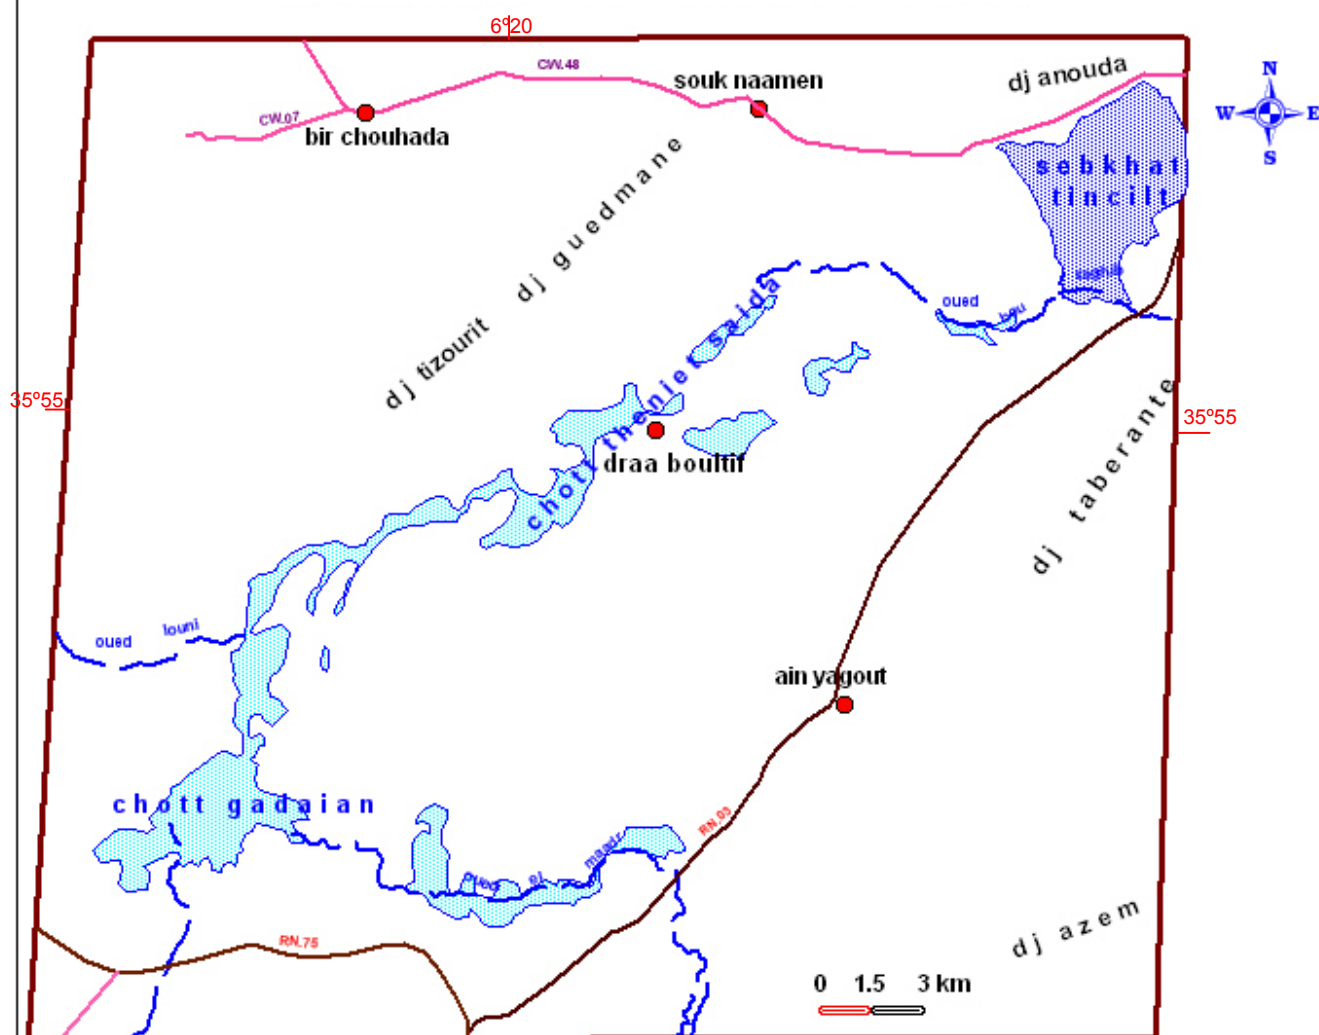 6°20
N
W E
S
CW.48
dj anouda
souk naamen
CW.07
bir chouhada
sebkhat
tincilt
dj guedmane
saghub
oued
bou
dj tizourit
35°55
35°55
chott theniet saida
draa boultif
dj taberante
oued
louni
ain yagout
chott gadaian
RN.03
oued el maadr
dj azem
RN.75
0 1.5 3 km